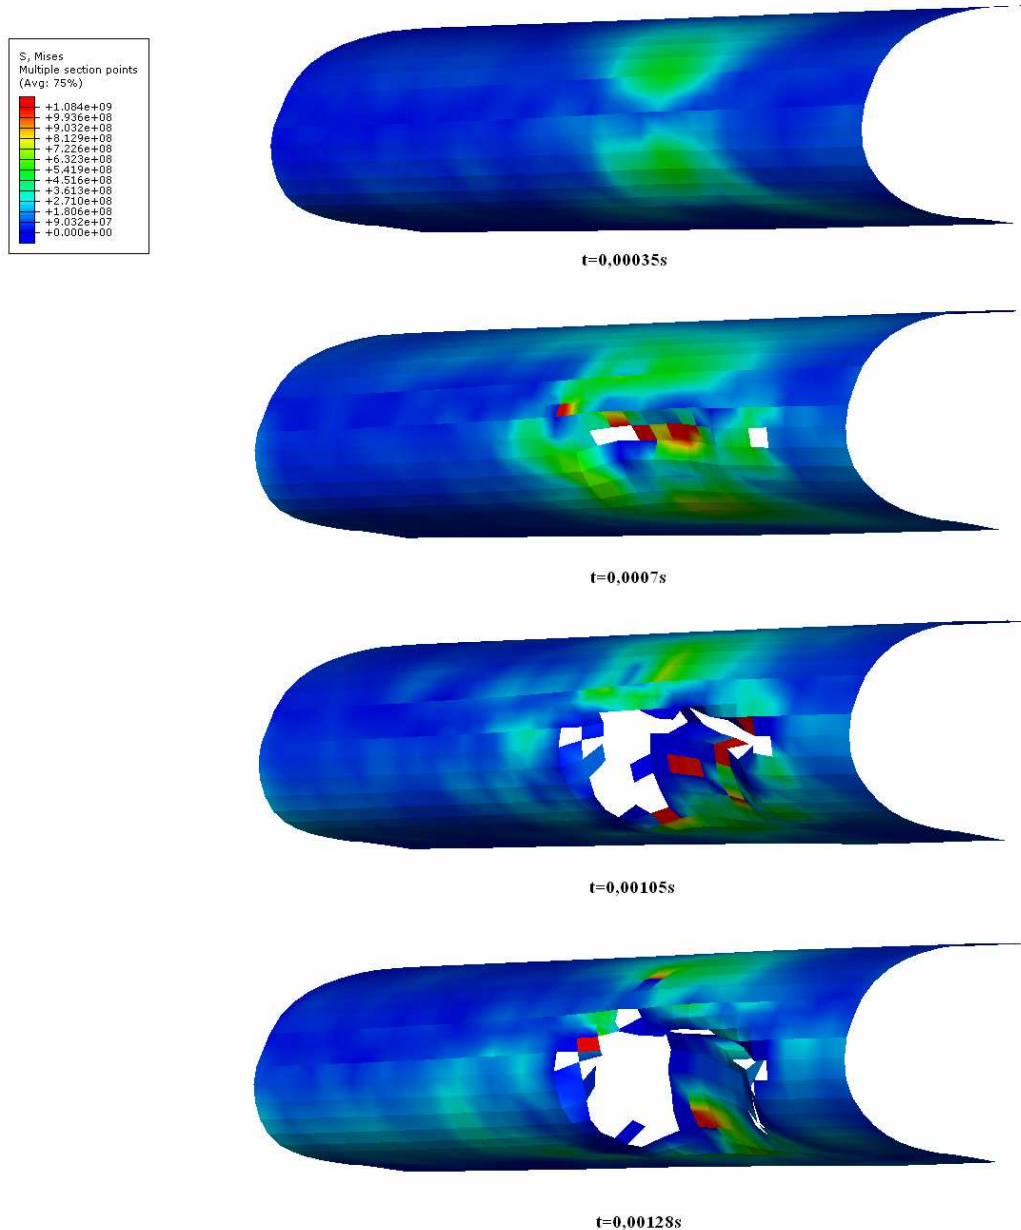 S, Mises
Multiple section points
(Avg: 75%)
+1.084e+09
+9.936e+08
+9.032e+08
+8.129e+08
+7.226e+08
+6.323e+08
+5.419e+08
+4.516e+08
+3.613e+08
+2.710e+08
+1.806e+08
+9.032e+07
+0.000e+00
t=0,00035s
t=0,0007s
t=0,00105s
t=0,00128s